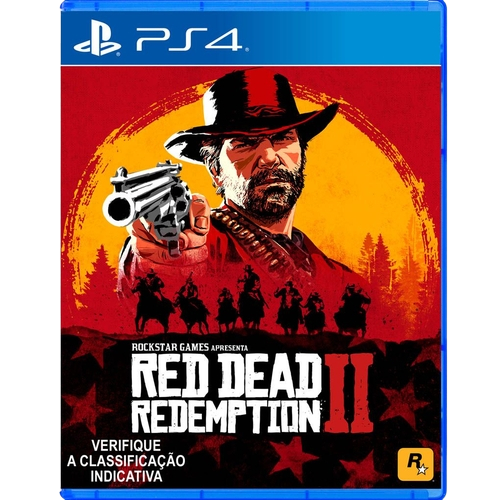 PS4
ROCKSTAR GAMES APRESENTA
RED DEAD
REDEMPTION II
VERIFIQUE
A CLASSIFICAÇÃO
INDICATIVA
R